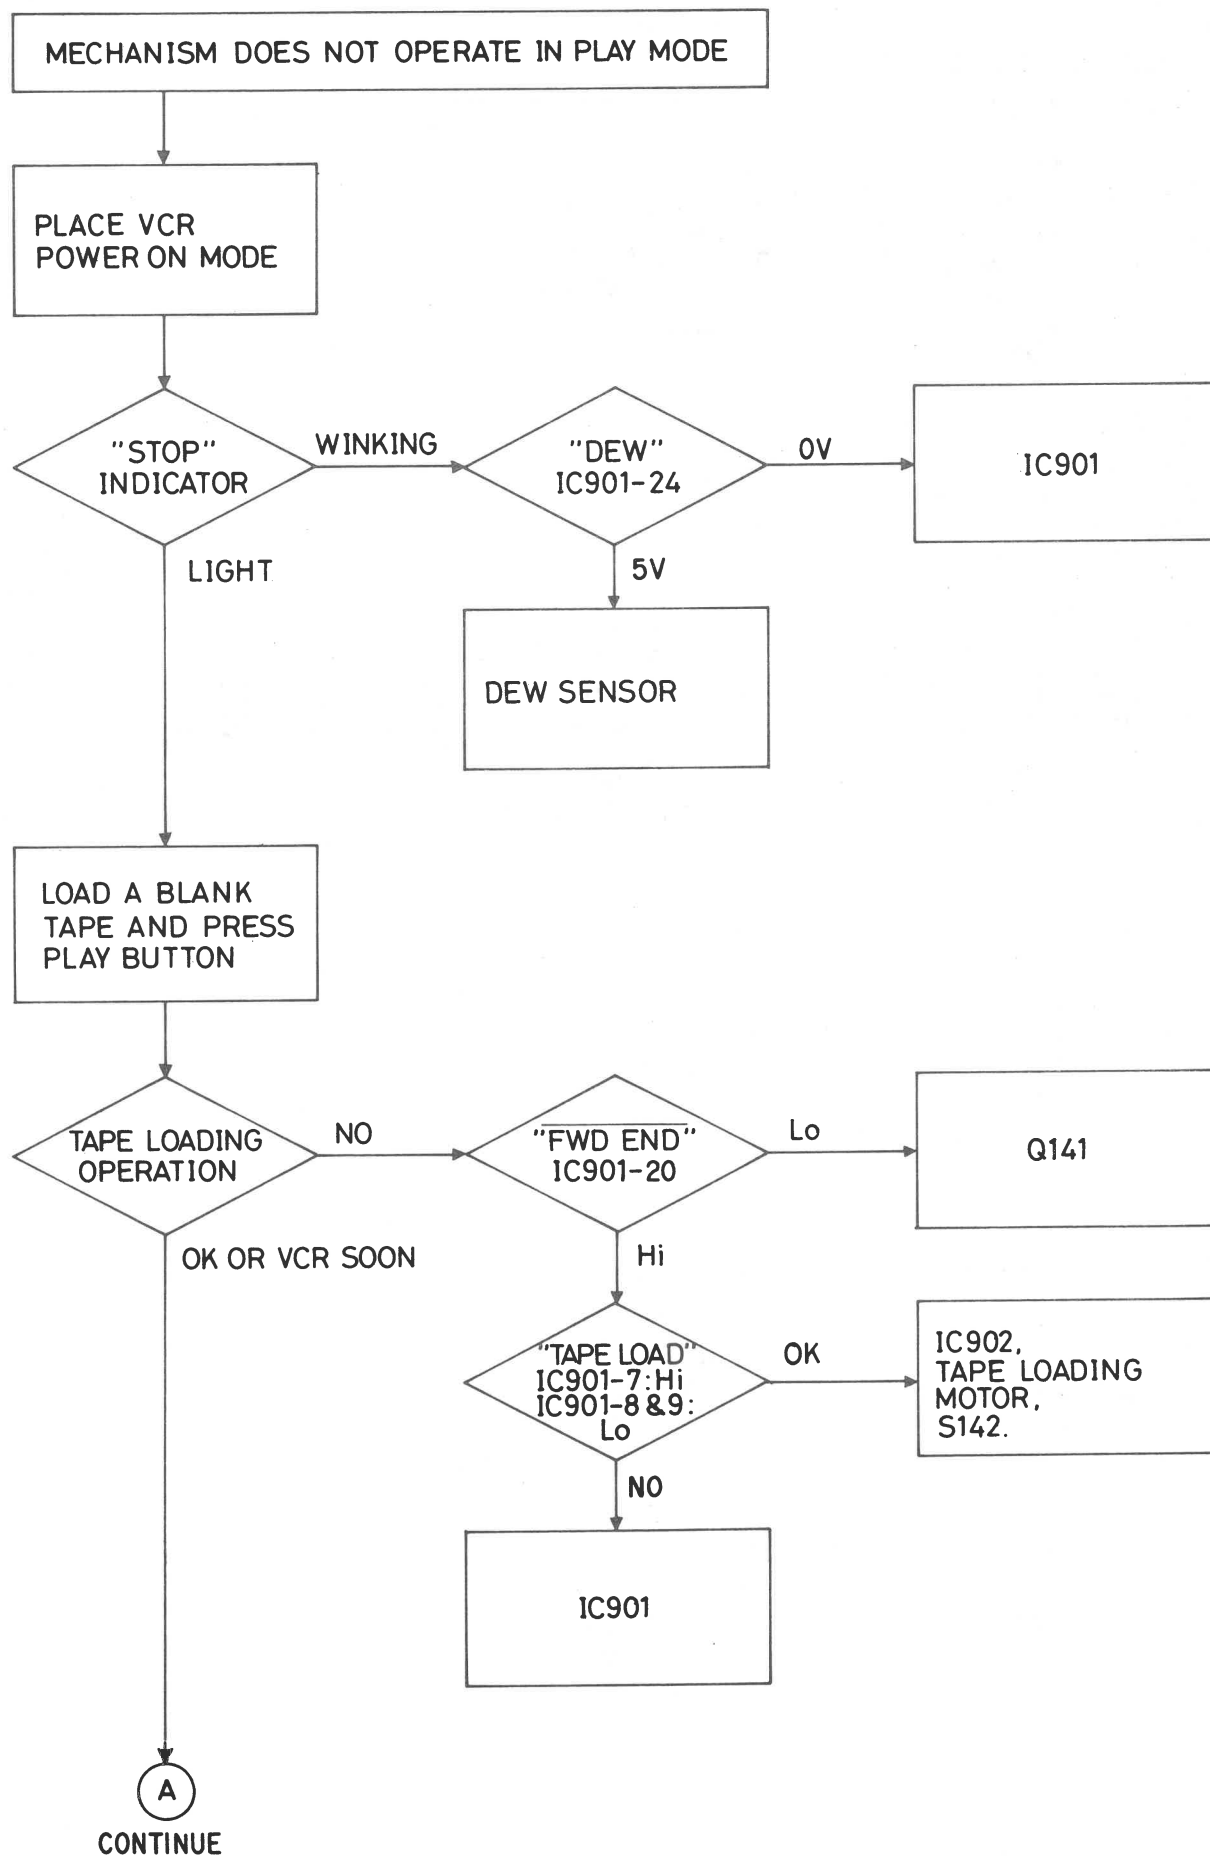 MECHANISM DOES NOT OPERATE IN PLAY MODE
PLACE VCR
POWER ON MODE
"STOP"
INDICATOR
WINKING
"DEW"
IC901-24
0V
IC901
LIGHT
5V
DEW SENSOR
LOAD A BLANK
TAPE AND PRESS
PLAY BUTTON
TAPE LOADING
OPERATION
NO
"FWD END"
IC901-20
Lo
Q141
OK OR VCR SOON
Hi
"TAPE LOAD"
IC901-7:Hi
IC901-8&9:
Lo
OK
IC902,
TAPE LOADING
MOTOR,
S142.
NO
IC901
A
CONTINUE